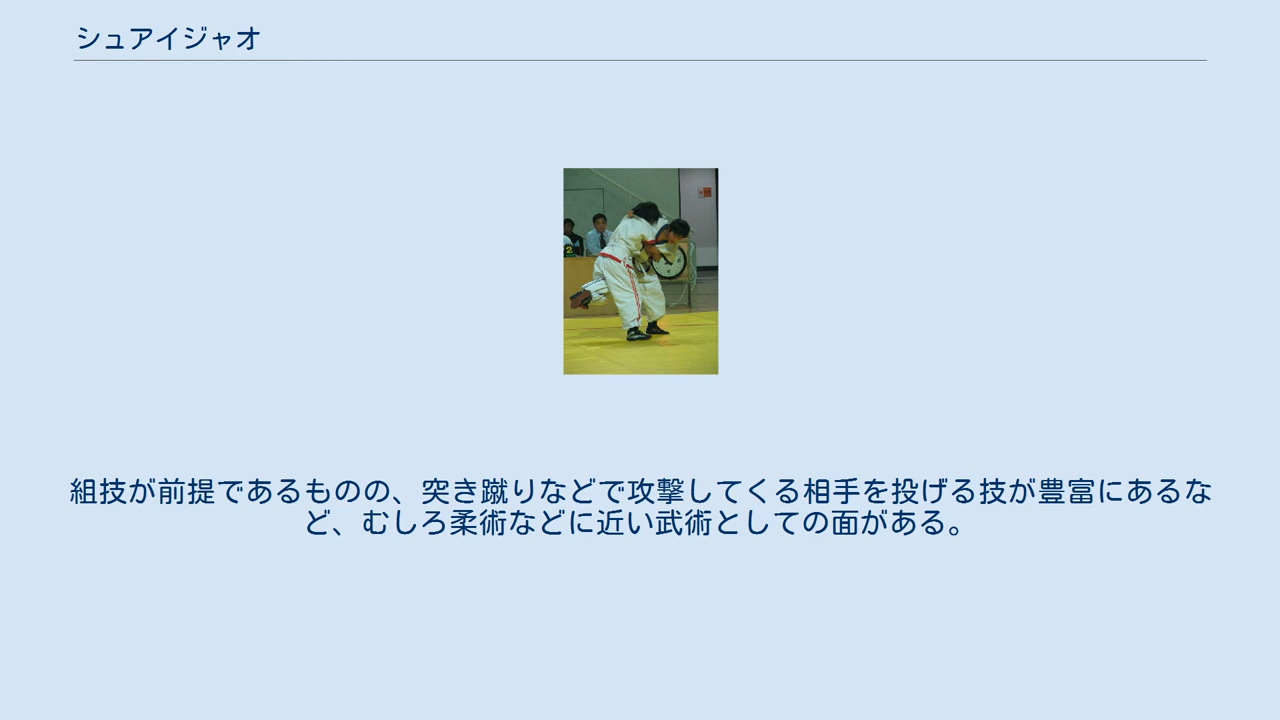 シュアイジャオ
2
組技が前提であるものの、突き蹴りなどで攻撃してくる相手を投げる技が豊富にあるな
ど、むしろ柔術などに近い武術としての面がある。